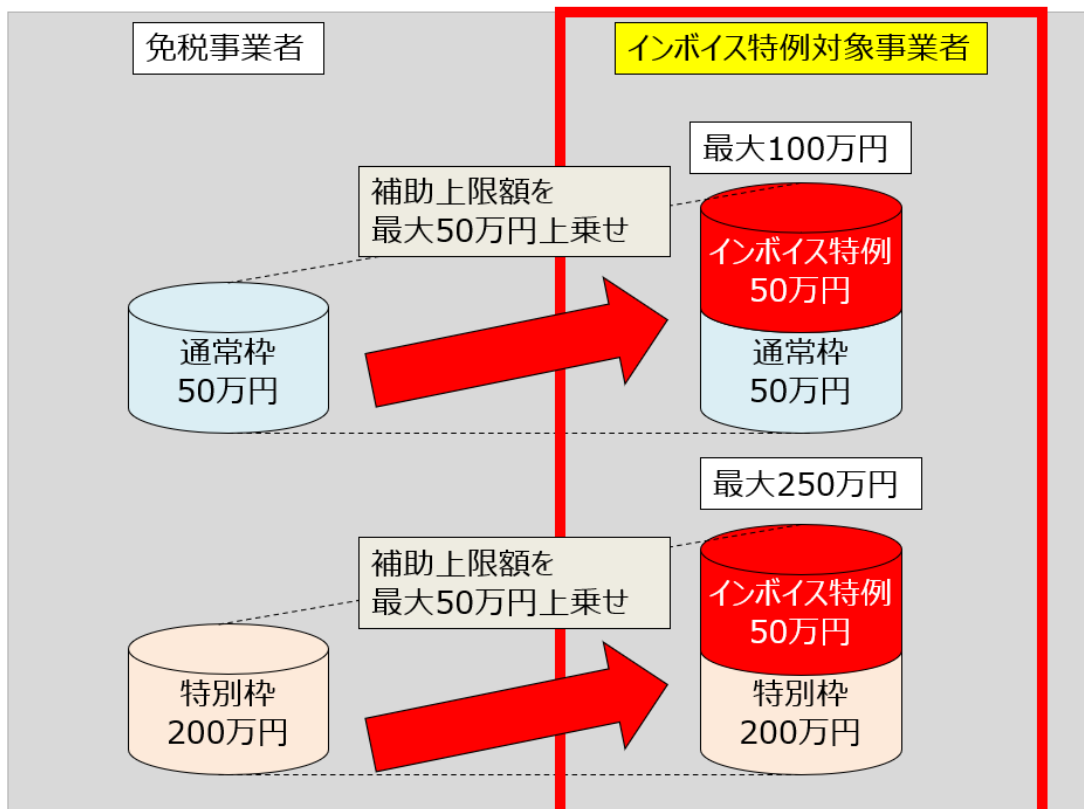 免税事業者
インボイス特例対象事業者
最大100万円
補助上限額を
最大50万円上乗せ
インボイス特例
50万円
通常枠
50万円
通常枠
50万円
最大250万円
補助上限額を
最大50万円上乗せ
インボイス特例
50万円
特別枠
200万円
特別枠
200万円